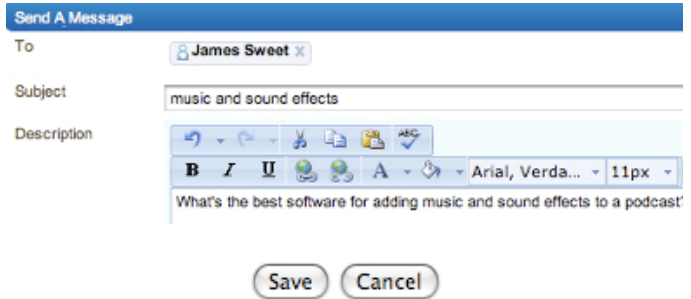 Send A Message
To
James Sweet x
Subject
music and sound effects
Description
ABC
B I U A Arial, Verda... 11px
What's the best software for adding music and sound effects to a podcast?
Save Cancel